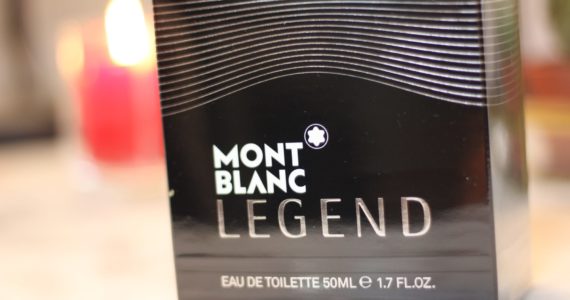 MONT
BLANC
LEGEND
EAU DE TOILETTE 50ML ℮ 1.7 FL.OZ.